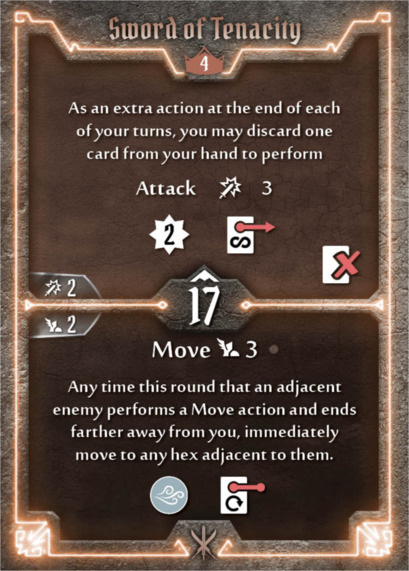 Sword of Tenacity
4
As an extra action at the end of each
of your turns, you may discard one
card from your hand to perform
Attack 3
2
2
17
2
Move 3
Any time this round that an adjacent
enemy performs a Move action and ends
farther away from you, immediately
move to any hex adjacent to them.